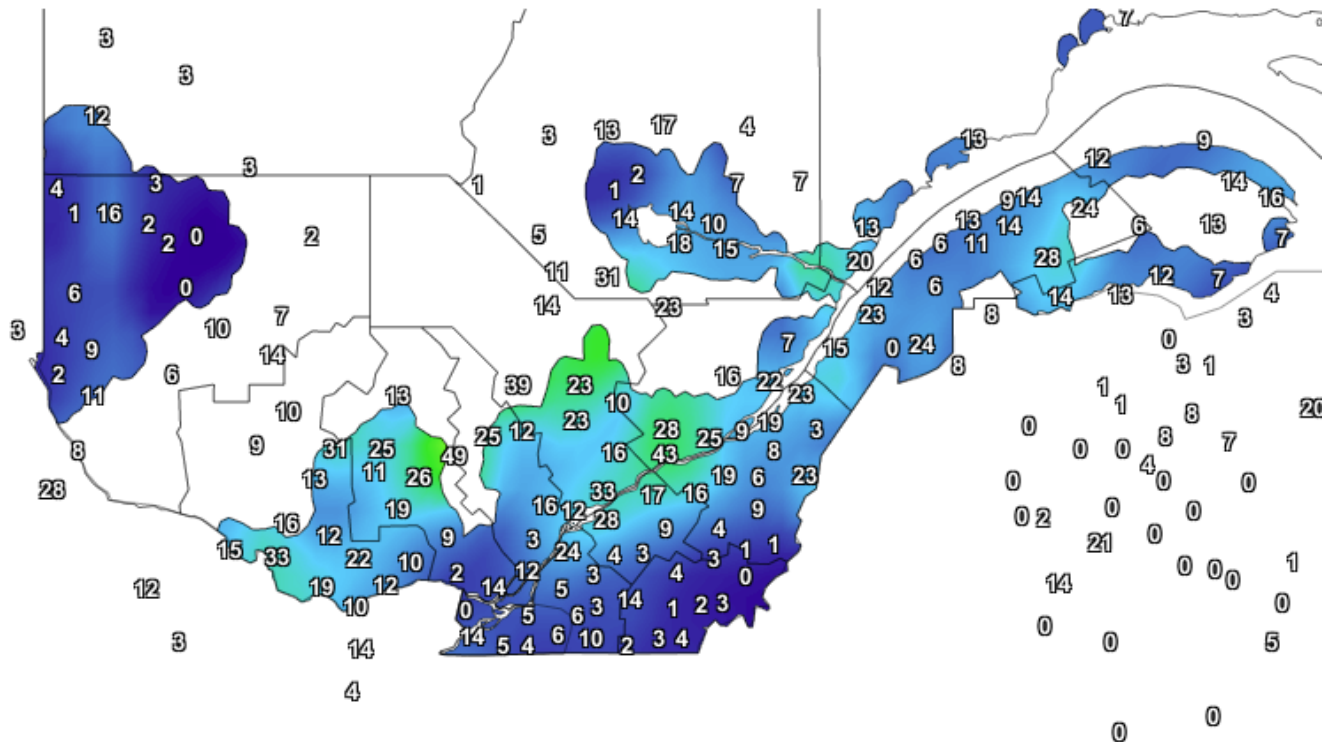 7
3
3
12
3 13 17 4
13
9
12
3
4 3 2 1 7 7 14 16
1 16 2 14 14 10 9 14 24
2 0 2 5 18 15 13 13 14 11 6 13 7
6 0 11 31 20 6 28 12 7
14 23 12 6 14 13 4
3 4 10 7 23 8 3
9 14 7 15 0 24 0
2 6 16 22 8 3 1
11 13 39 23 23 1
10 10 1 8 20
9 31 25 25 12 23 28 25 9 19 3 0 8 7
8 11 49 16 43 8 0 0 4
28 13 26 33 17 16 19 6 23 0 0 0
19 16 12 28 9 0 2 0 0
16 12 9 3 9 4 21 0
15 33 22 10 24 4 3 3 1 1
2 12 3 4 0 0 0 0 1
12 19 12 14 5 14 14
10 0 5 6 3 1 2 3 0
3 14 14 5 4 6 10 2 3 4 0 0 5
4
0
0